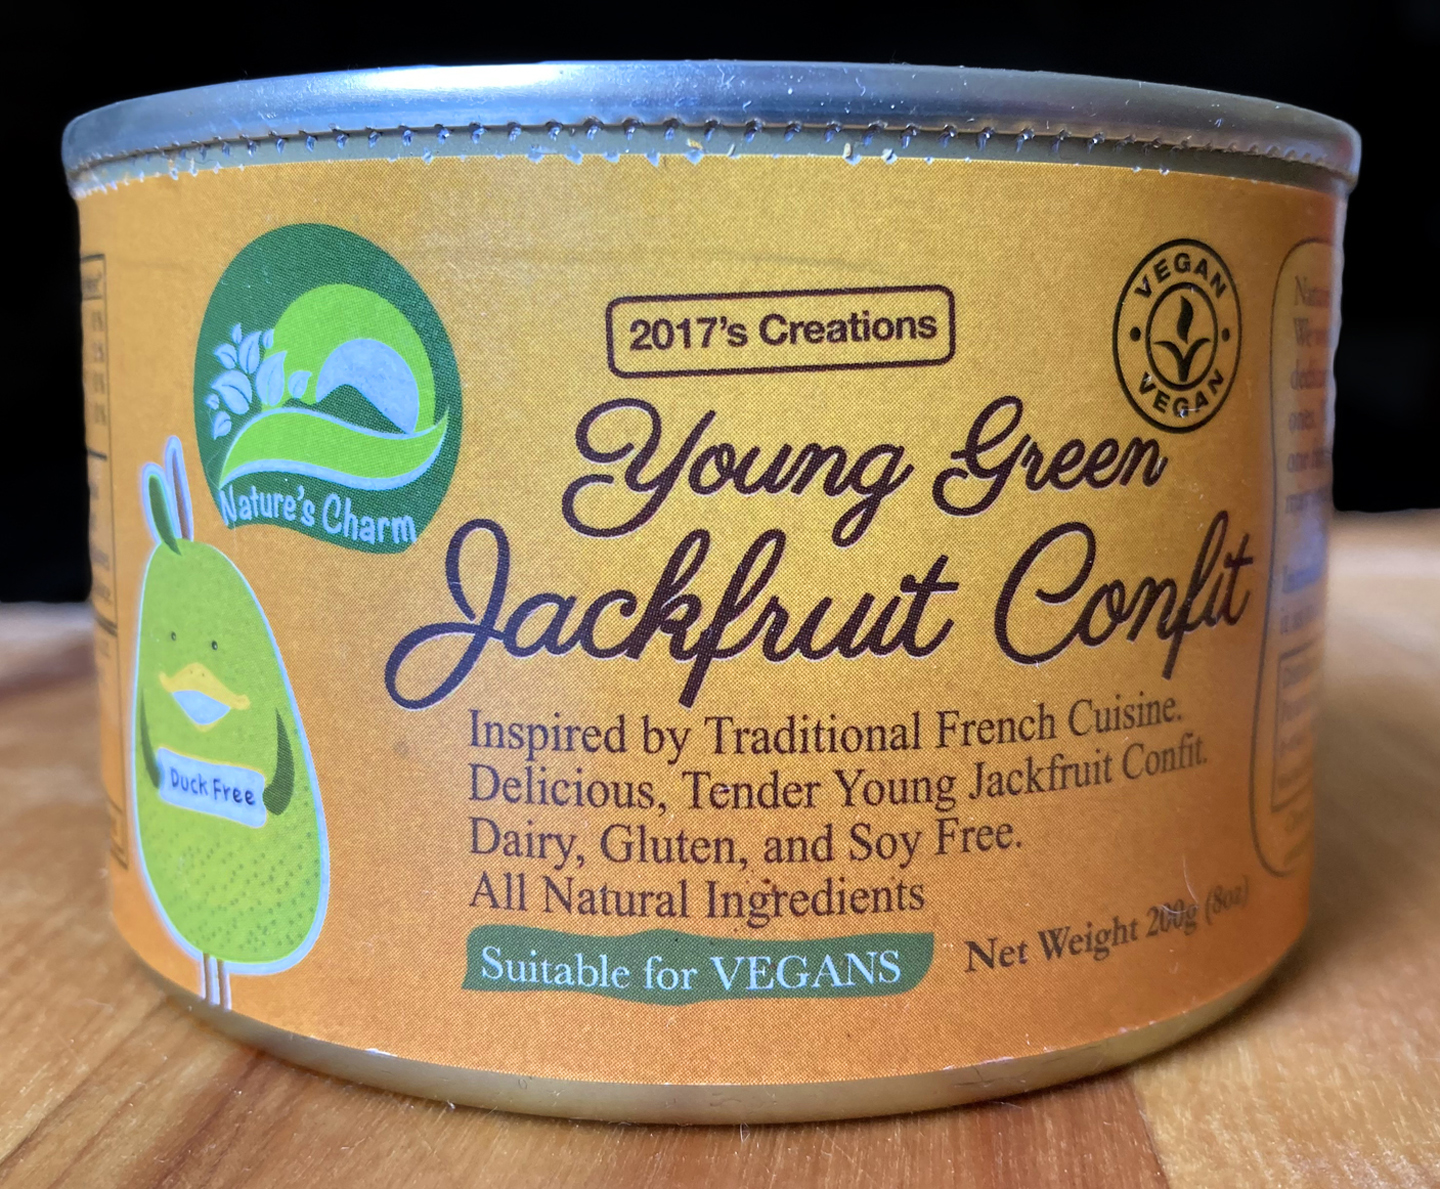 2017's Creations
VEGAN
VEGAN
Nature's Charm
Young Green
Jackfruit Confit
Duck Free
Inspired by Traditional French Cuisine.
Delicious, Tender Young Jackfruit Confit.
Dairy, Gluten, and Soy Free.
All Natural Ingredients
Suitable for VEGANS
Net Weight 200g (8oz)